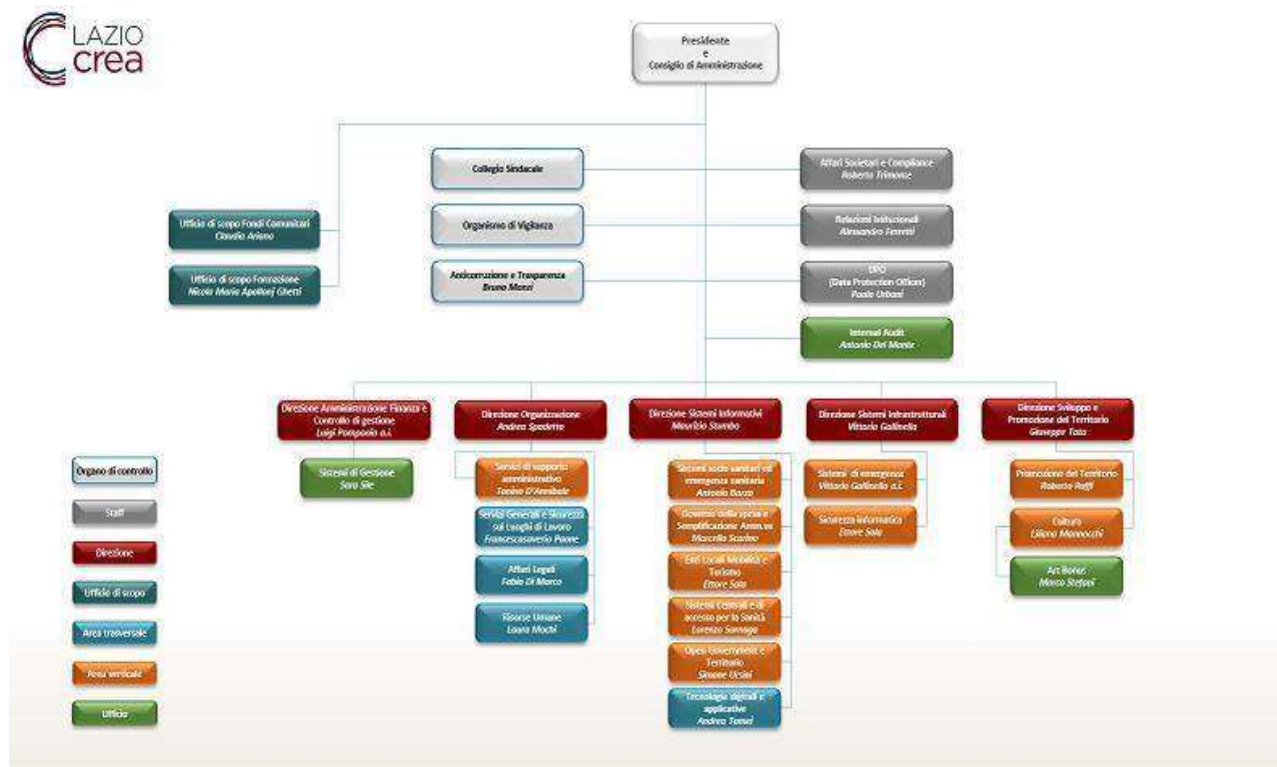 LAZIO
crea
Presidente
e
Consiglio di Amministrazione
Collegio Sindacale
Affari Societari e Compliance
Roberto
Ufficio di scopo Fondi Comunitari
Claudio Ariano
Organismo di Vigilanza
Relazioni Istituzionali
Alessandro Ferretti
Ufficio di scopo Formazione
Nicola Maria Apollonj Ghetti
Anticorruzione e Trasparenza
Bruno
DPO
(Data Protection Officer)
Paolo Urbani
Internal Audit
Antonio Del Monte
Direzione Amministrazione Finanza e
Controllo di gestione
Luigi Pomponio a.i.
Sistemi di Gestione
Sara
Direzione Organizzazione
Andrea Spadetta
Servizi di supporto
amministrativo
Tonino D'Annibale
Servizi Generali e Sicurezza
sui Luoghi di Lavoro
Francescosaverio Paone
Affari Legali
Fabio Di Marco
Risorse Umane
Laura Mochi
Direzione Sistemi Informativi
Maurizio Stumbo
Sistemi socio sanitari ed
emergenza sanitaria
Antonio
Governo della spesa e
Semplificazione Amm.va
Marcello
Enti Locali Mobilità e
Turismo
Ettore Sala
Sistemi Centrali e di
accesso per la Sanità
Lorenzo Sornaga
Open Government e
Territorio
Simone Ursini
Tecnologie digitali e
applicative
Andrea
Direzione Sistemi Infrastrutturali
Vittorio Gallinella
Sistemi di emergenza
Vittorio Gallinella a.i.
Sicurezza informatica
Ettore Sala
Direzione Sviluppo e
Promozione del Territorio
Giuseppe Tota
Promozione del Territorio
Roberto
Cultura
Liliana Mannocchi
Art Bonus
Marco Stefani
Organo di controllo
Staff
Direzione
Ufficio di scopo
Area trasversale
Area verticale
Ufficio